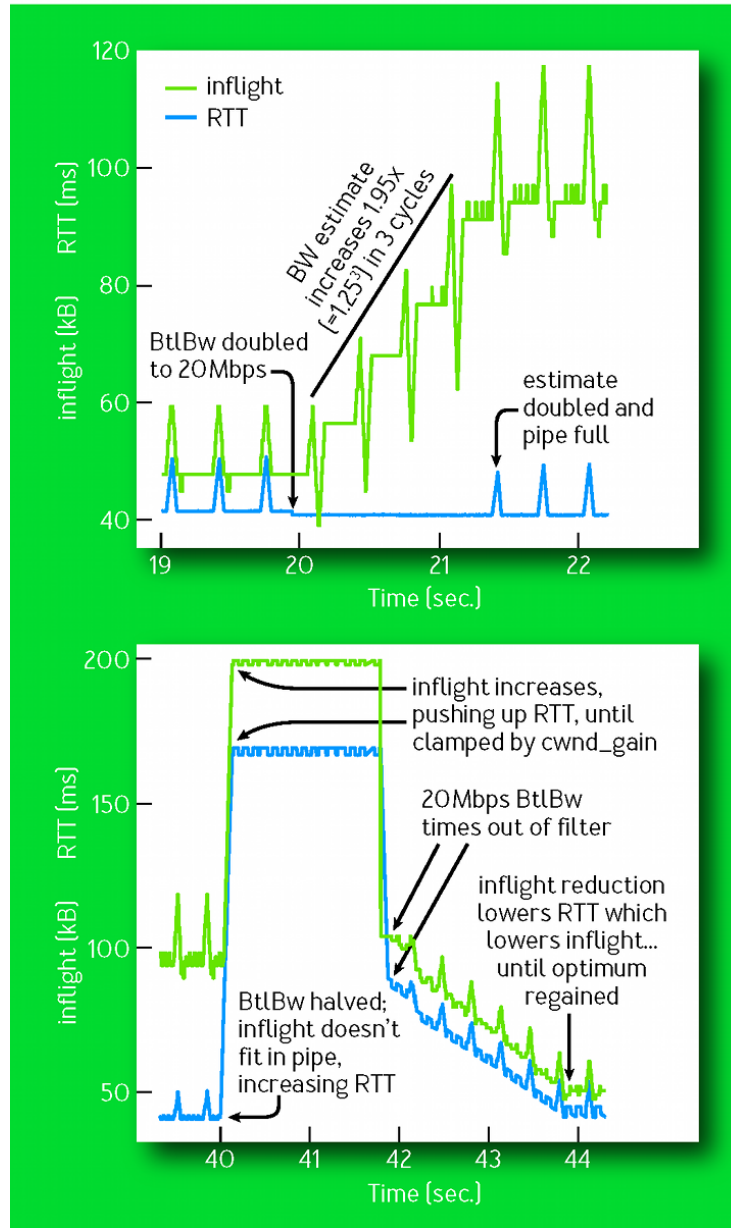 120
100
80
60
40
RTT (ms)
inflight (kB)
inflight
RTT
BW estimate
increases 1.95x
(=1.25³) in 3 cycles
BtlBw doubled
to 20Mbps
estimate
doubled and
pipe full
19
20
21
22
Time (sec.)
200
150
100
50
RTT (ms)
inflight (kB)
inflight increases,
pushing up RTT, until
clamped by cwnd_gain
20Mbps BtlBw
times out of filter
inflight reduction
lowers RTT which
lowers inflight...
until optimum
regained
BtlBw halved;
inflight doesn't
fit in pipe,
increasing RTT
40
41
42
43
44
Time (sec.)